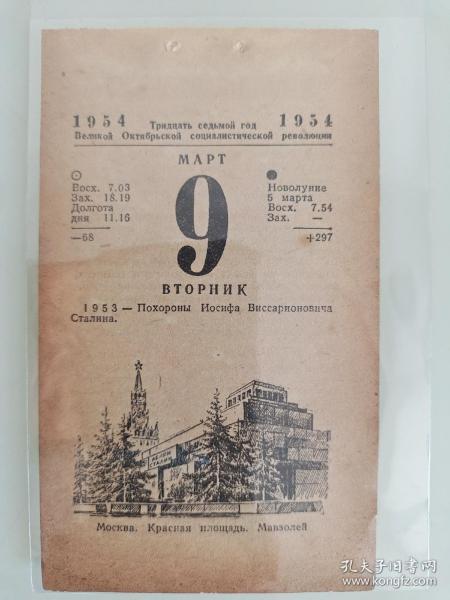 1954 Тридцать седьмой год 1954
Великой Октябрьской социалистической революции
МАРТ
Восх. 7.03
Зах. 18.19
Долгота
дня 11.16
—68
9
Новолуние
5 марта
Восх. 7.54
Зах. —
+297
ВТОРНИК
1953 — Похороны Иосифа Виссарионовича
Сталина.
ЛЕНИН
СТАЛИН
Москва. Красная площадь. Мавзолей
孔夫子旧书网
www.kongfz.com